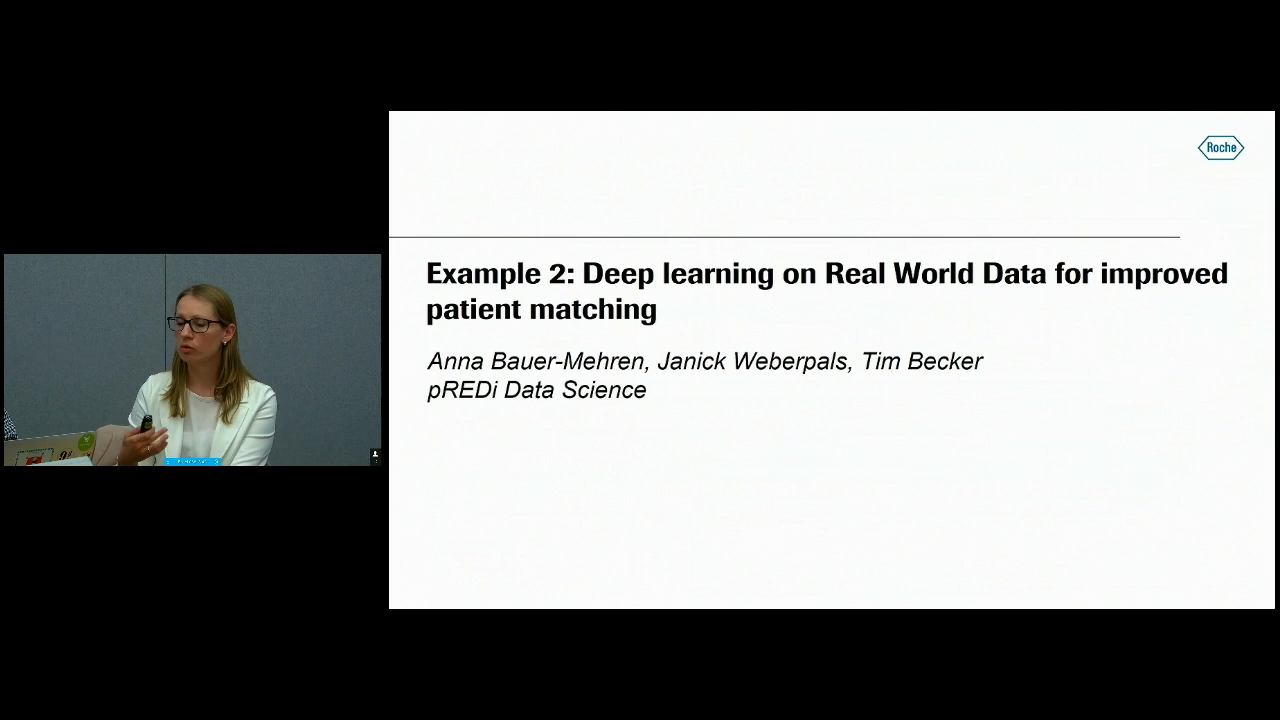 Roche
Example 2: Deep learning on Real World Data for improved
patient matching
Anna Bauer-Mehren, Janick Weberpals, Tim Becker
pREDi Data Science